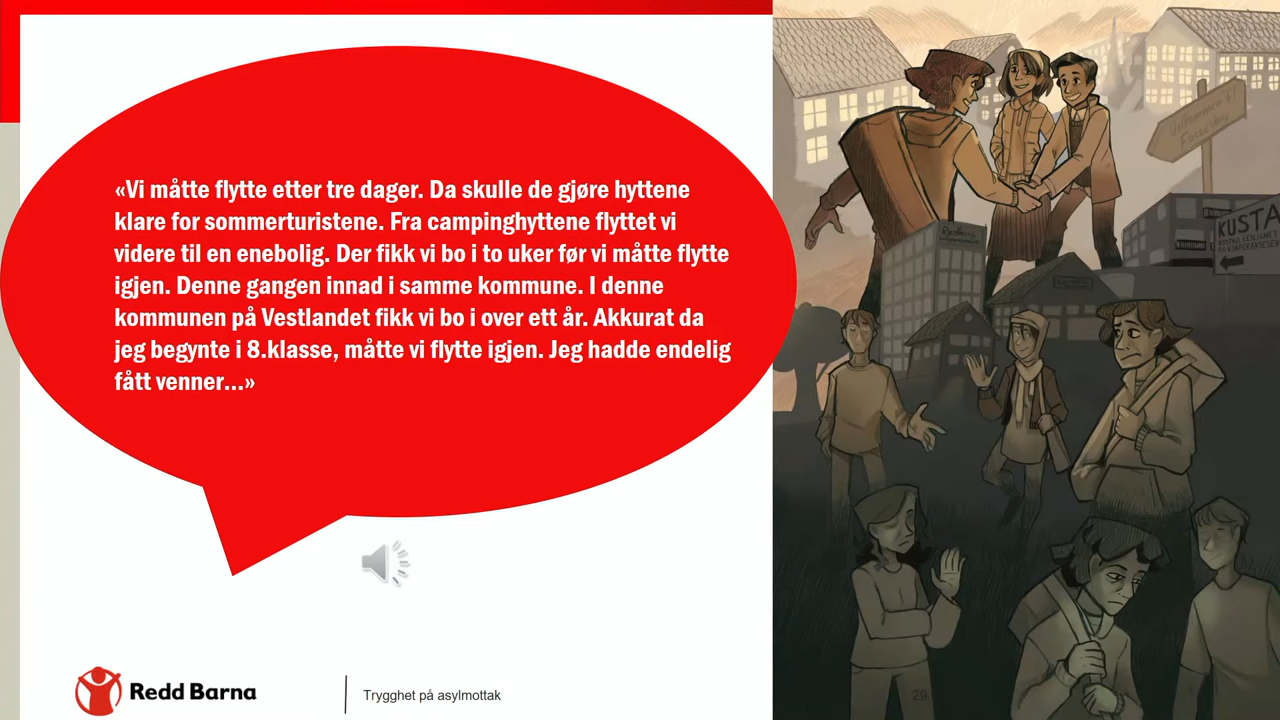 «Vi måtte flytte etter tre dager. Da skulle de gjøre hyttene
klare for sommerturistene. Fra campinghyttene flyttet vi
videre til en enebolig. Der fikk vi bo i to uker før vi måtte flytte
igjen. Denne gangen innad i samme kommune. I denne
kommunen på Vestlandet fikk vi bo i over ett år. Akkurat da
jeg begynte i 8.klasse, måtte vi flytte igjen. Jeg hadde endelig
fått venner...»
Redd Barna
Trygghet på asylmottak
KUSTA
29